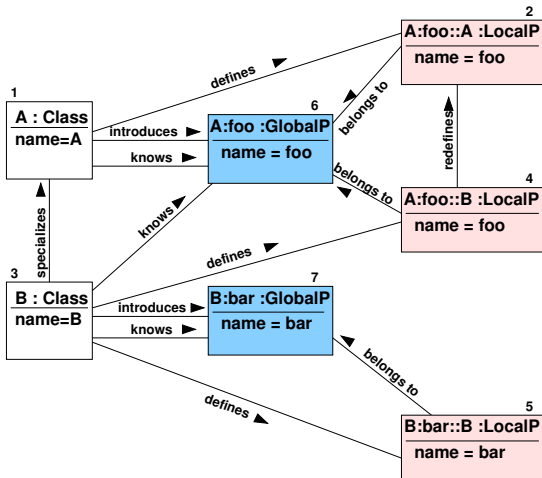 2
A:foo::A :LocalP
name = foo
defines
belongs to
1
A : Class
name=A
introduces
knows
6
A:foo :GlobalP
name = foo
redefines
belongs to
4
A:foo::B :LocalP
name = foo
specializes
knows
defines
3
B : Class
name=B
introduces
knows
7
B:bar :GlobalP
name = bar
belongs to
defines
5
B:bar::B :LocalP
name = bar